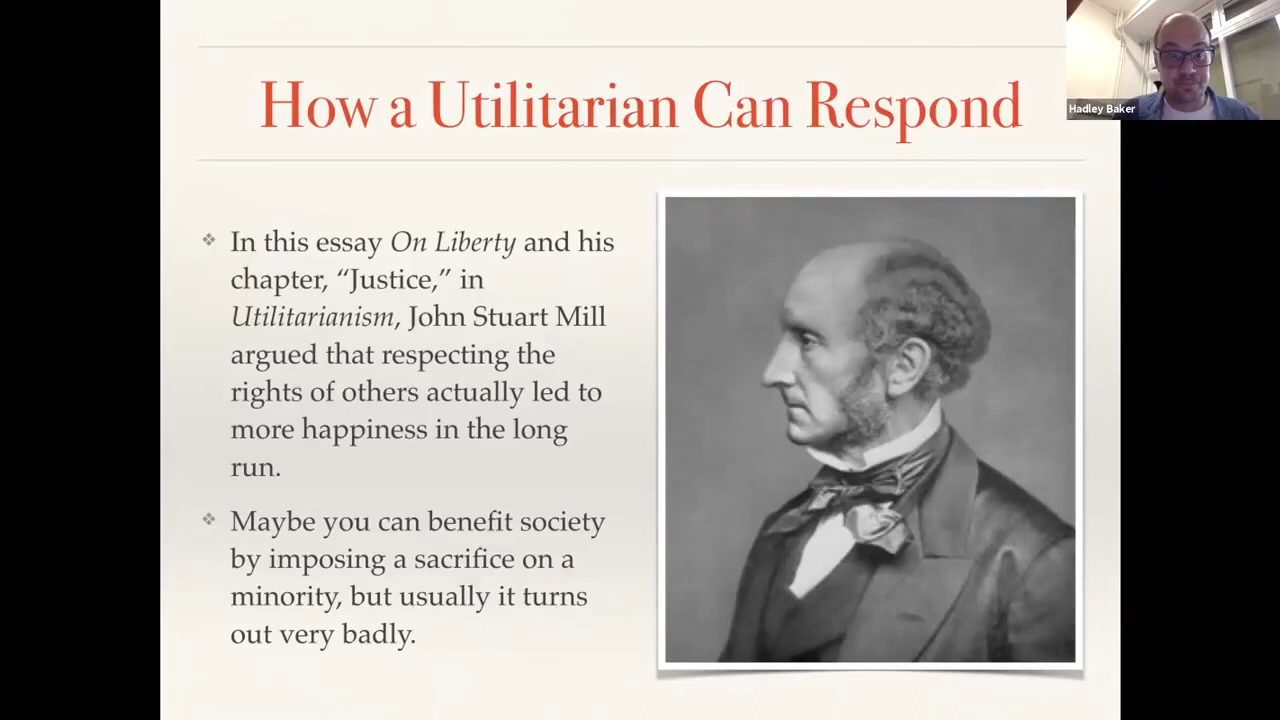 How a Utilitarian Can Respond
Hadley Baker
In this essay On Liberty and his
chapter, “Justice,” in
Utilitarianism, John Stuart Mill
argued that respecting the
rights of others actually led to
more happiness in the long
run.
Maybe you can benefit society
by imposing a sacrifice on a
minority, but usually it turns
out very badly.